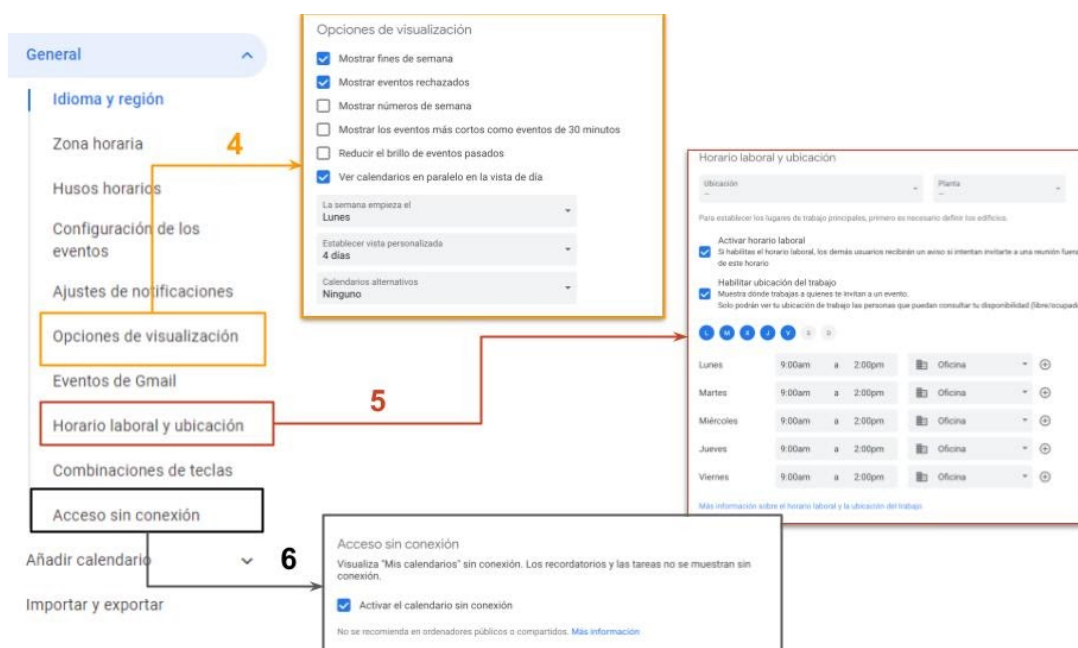 General
Idioma y región
Zona horaria
Husos horarios
Configuración de los
eventos
Ajustes de notificaciones
Opciones de visualización
Eventos de Gmail
Horario laboral y ubicación
Combinaciones de teclas
Acceso sin conexión
Añadir calendario
Importar y exportar
4
Opciones de visualización
Mostrar fines de semana
Mostrar eventos rechazados
Mostrar números de semana
Mostrar los eventos más cortos como eventos de 30 minutos
Reducir el brillo de eventos pasados
Ver calendarios en paralelo en la vista de día
La semana empieza el
Lunes
Establecer vista personalizada
4 días
Calendarios alternativos
Ninguno
5
Horario laboral y ubicación
Ubicación
–
Planta
–
Para establecer los lugares de trabajo principales, primero es necesario definir los edificios.
Activar horario laboral
Si habilitas el horario laboral, los demás usuarios recibirán un aviso si intentan invitarte a una reunión fuera
de este horario
Habilitar ubicación del trabajo
Muestra dónde trabajas a quienes te invitan a un evento.
Solo podrán ver tu ubicación de trabajo las personas que puedan consultar tu disponibilidad (libre/ocupado
L M X J V S D
Lunes 9:00am a 2:00pm Oficina
Martes 9:00am a 2:00pm Oficina
Miércoles 9:00am a 2:00pm Oficina
Jueves 9:00am a 2:00pm Oficina
Viernes 9:00am a 2:00pm Oficina
Más información sobre el horario laboral y la ubicación del trabajo
6
Acceso sin conexión
Visualiza "Mis calendarios" sin conexión. Los recordatorios y las tareas no se muestran sin
conexión.
Activar el calendario sin conexión
No se recomienda en ordenadores públicos o compartidos. Más información